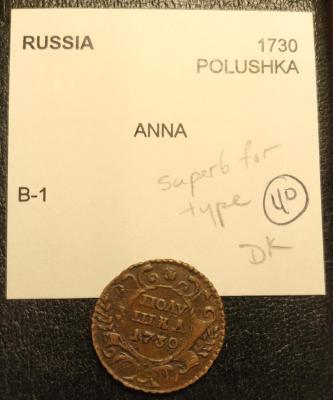 RUSSIA
1730
POLUSHKA
ANNA
superb for
type
40
B-1
DK
ПОЛУ
ШКА
1730